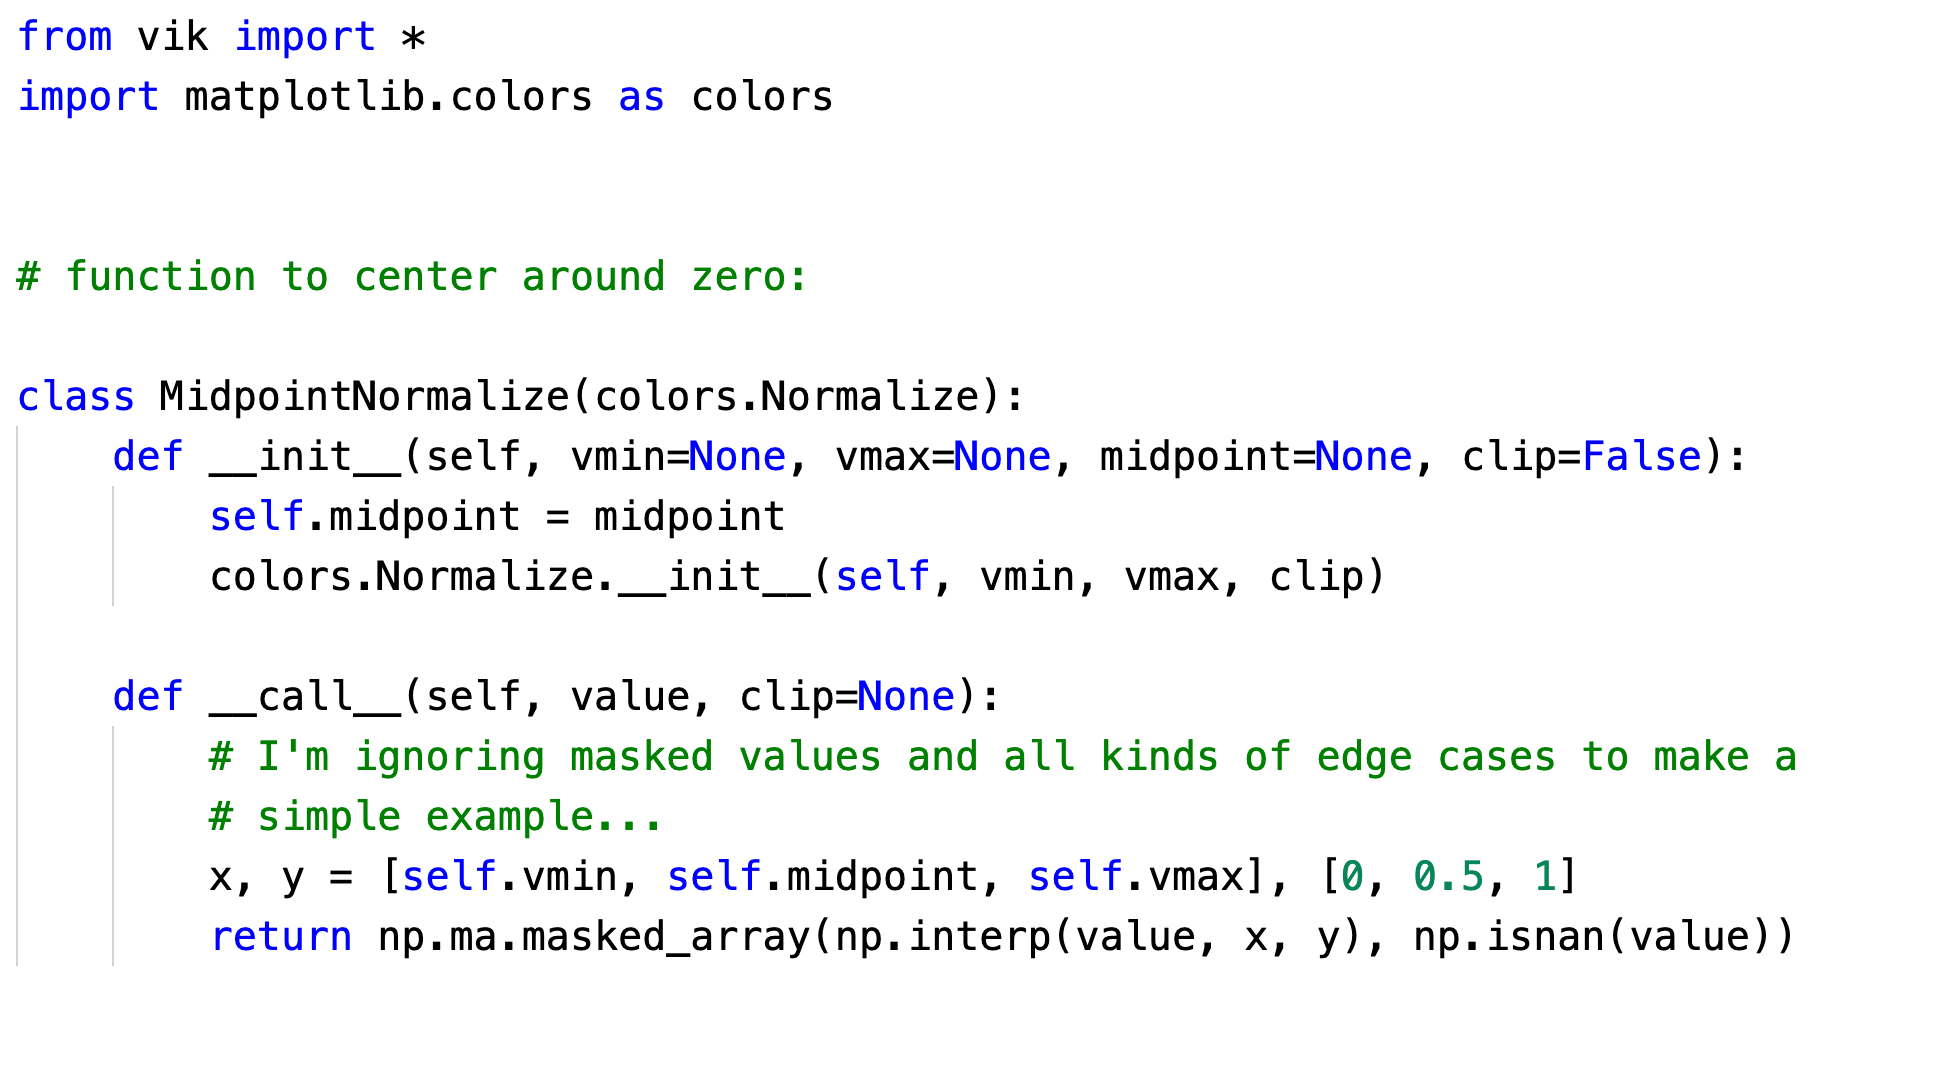 from vik import *
import matplotlib.colors as colors
# function to center around zero:
class MidpointNormalize(colors.Normalize):
    def __init__(self, vmin=None, vmax=None, midpoint=None, clip=False):
        self.midpoint = midpoint
        colors.Normalize.__init__(self, vmin, vmax, clip)
    def __call__(self, value, clip=None):
        # I'm ignoring masked values and all kinds of edge cases to make a
        # simple example...
        x, y = [self.vmin, self.midpoint, self.vmax], [0, 0.5, 1]
        return np.ma.masked_array(np.interp(value, x, y), np.isnan(value))